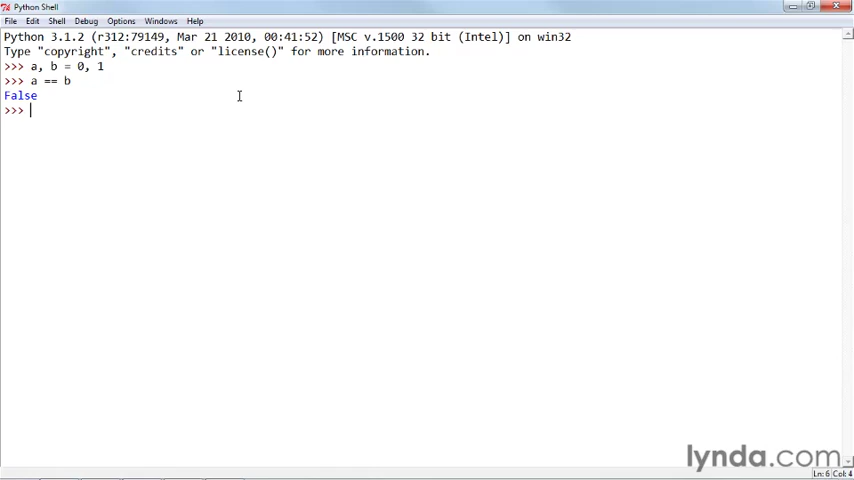 Python Shell
File Edit Shell Debug Options Windows Help
Python 3.1.2 (r312:79149, Mar 21 2010, 00:41:52) [MSC v.1500 32 bit (Intel)] on win32
Type "copyright", "credits" or "license()" for more information.
>>> a, b = 0, 1
>>> a == b
False
>>>
lynda.com
Ln: 6 Col: 4